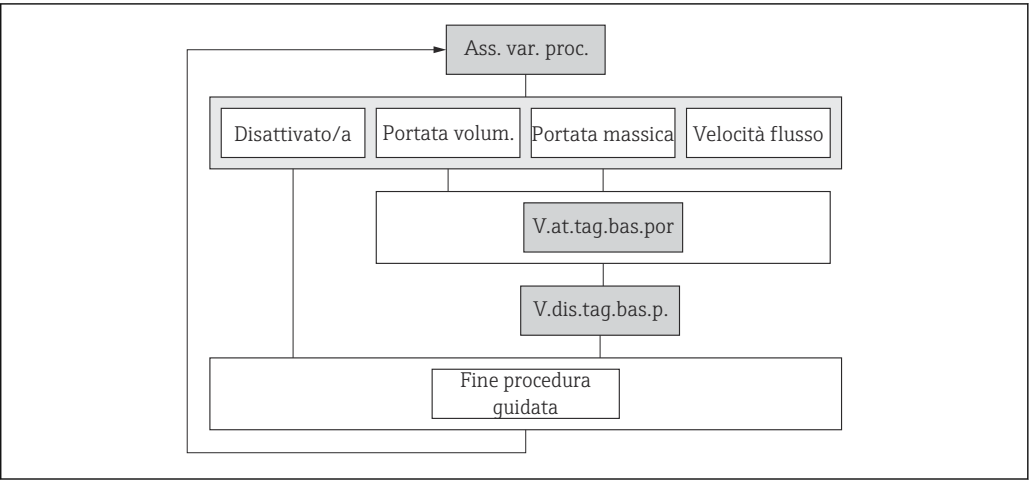 Ass. var. proc.
Disattivato/a
Portata volum.
Portata massica
Velocità flusso
V.at.tag.bas.por
V.dis.tag.bas.p.
Fine procedura
guidata